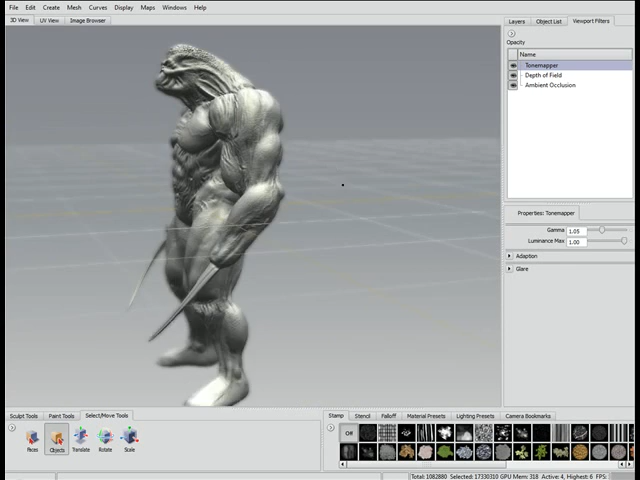 File Edit Create Mesh Curves Display Maps Windows Help
3D View UV View Image Browser
Layers Object List Viewport Filters
Opacity
Name
Tonemapper
Depth of Field
Ambient Occlusion
Properties: Tonemapper
Gamma 1.05
Luminance Max 1.00
Adaption
Glare
Sculpt Tools Paint Tools Select/Move Tools
Stamp Stencil Falloff Material Presets Lighting Presets Camera Bookmarks
Off
Faces Objects Translate Rotate Scale
Total: 1082880 Selected: 17330310 GPU Mem: 318 Active: 4, Highest: 6 FPS: